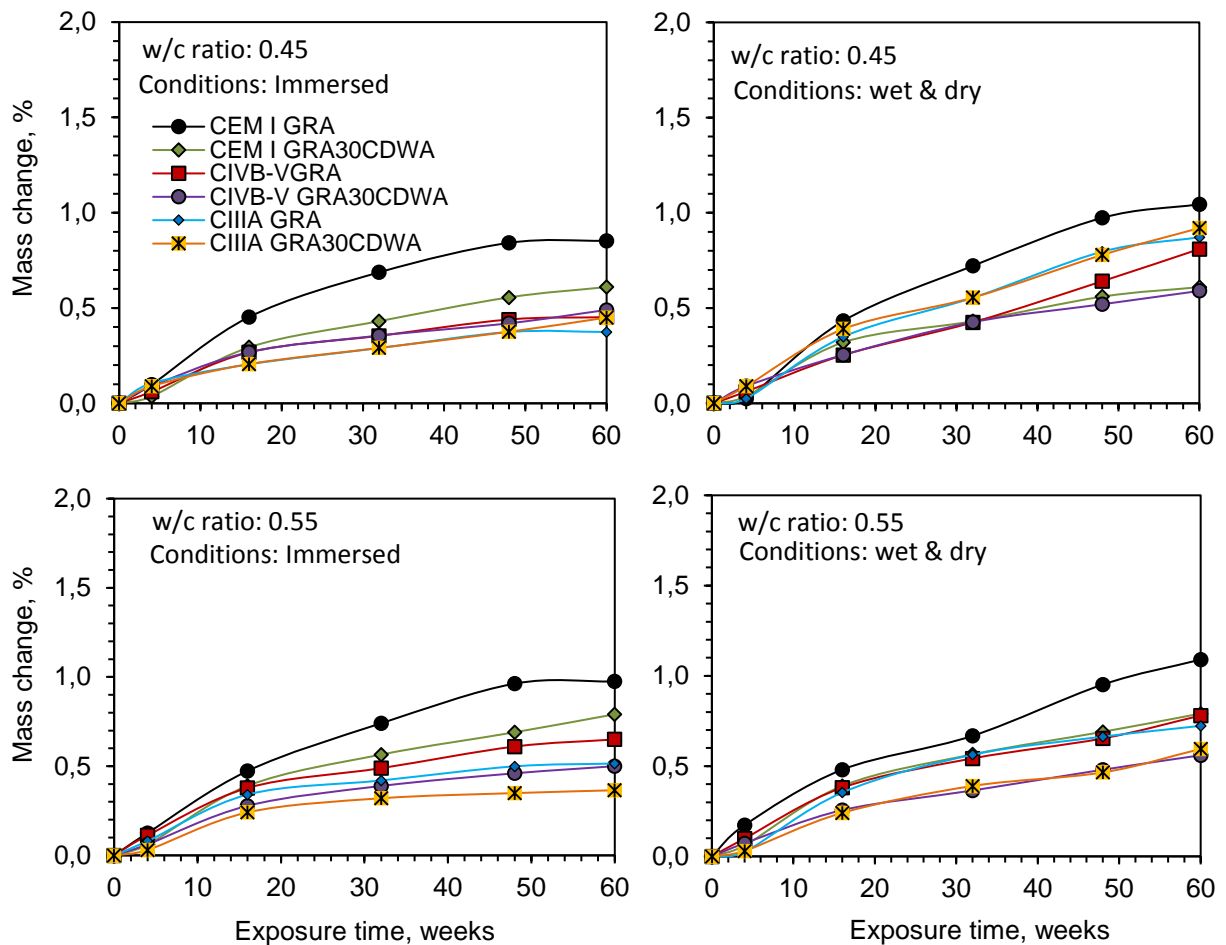 2,0
w/c ratio: 0.45
Conditions: Immersed
1,5
CEM I GRA
CEM I GRA30CDWA
CIVB-VGRA
CIVB-V GRA30CDWA
CIIIA GRA
CIIIA GRA30CDWA
1,0
0,5
0,0
Mass change, %
0 10 20 30 40 50 60
2,0
w/c ratio: 0.45
Conditions: wet & dry
1,5
1,0
0,5
0,0
0 10 20 30 40 50 60
2,0
w/c ratio: 0.55
Conditions: Immersed
1,5
1,0
0,5
0,0
Mass change, %
0 10 20 30 40 50 60
Exposure time, weeks
2,0
w/c ratio: 0.55
Conditions: wet & dry
1,5
1,0
0,5
0,0
0 10 20 30 40 50 60
Exposure time, weeks